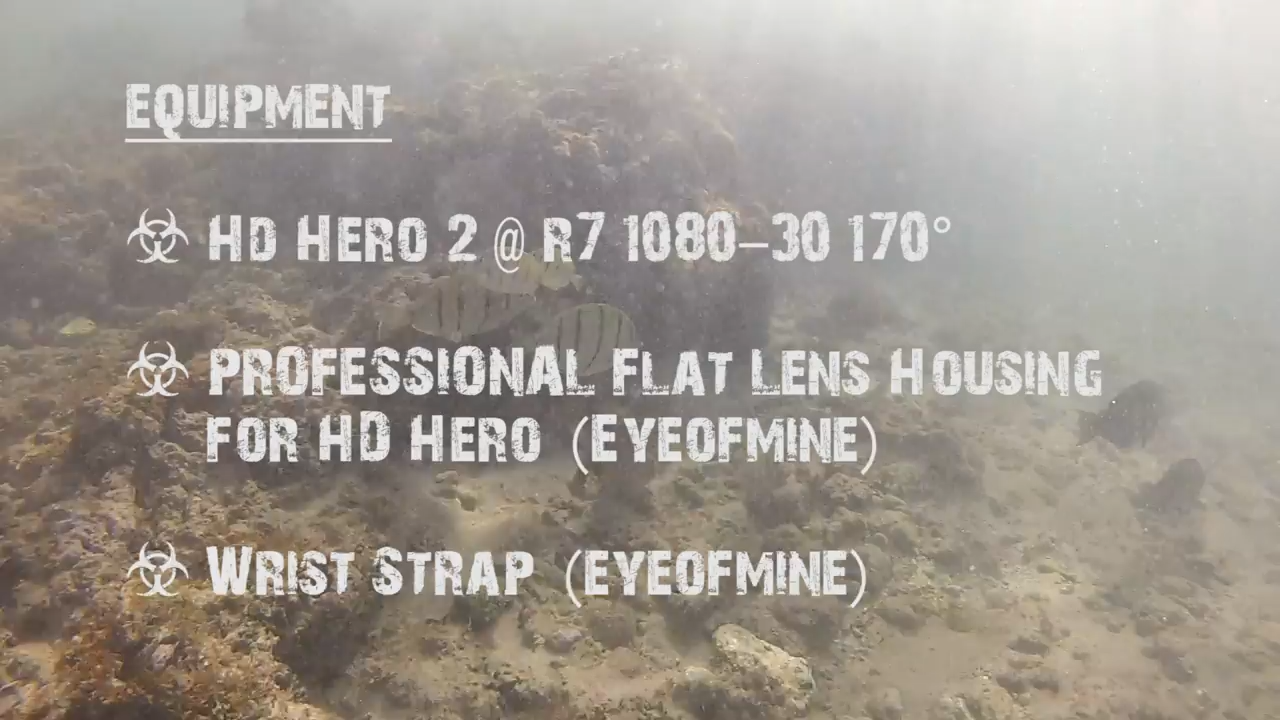 EQUIPMENT
☣ HD HERO 2 @ R7 1080-30 170°
☣ PROFESSIONAL FLAT LENS HOUSING
FOR HD HERO (EYEOFMINE)
☣ WRIST STRAP (EYEOFMINE)